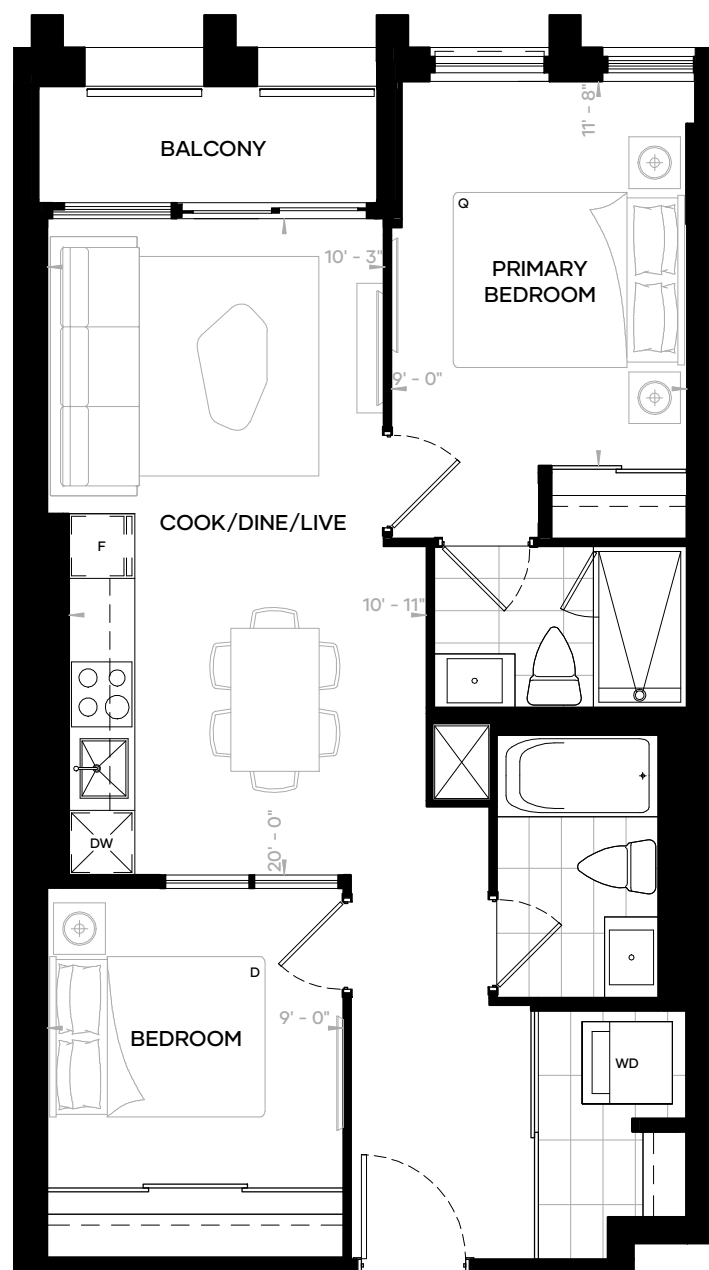 BALCONY
11' - 8"
Q
10' - 3"
PRIMARY
BEDROOM
9' - 0"
COOK/DINE/LIVE
F
10' - 11"
20' - 0"
DW
D
9' - 0"
BEDROOM
WD